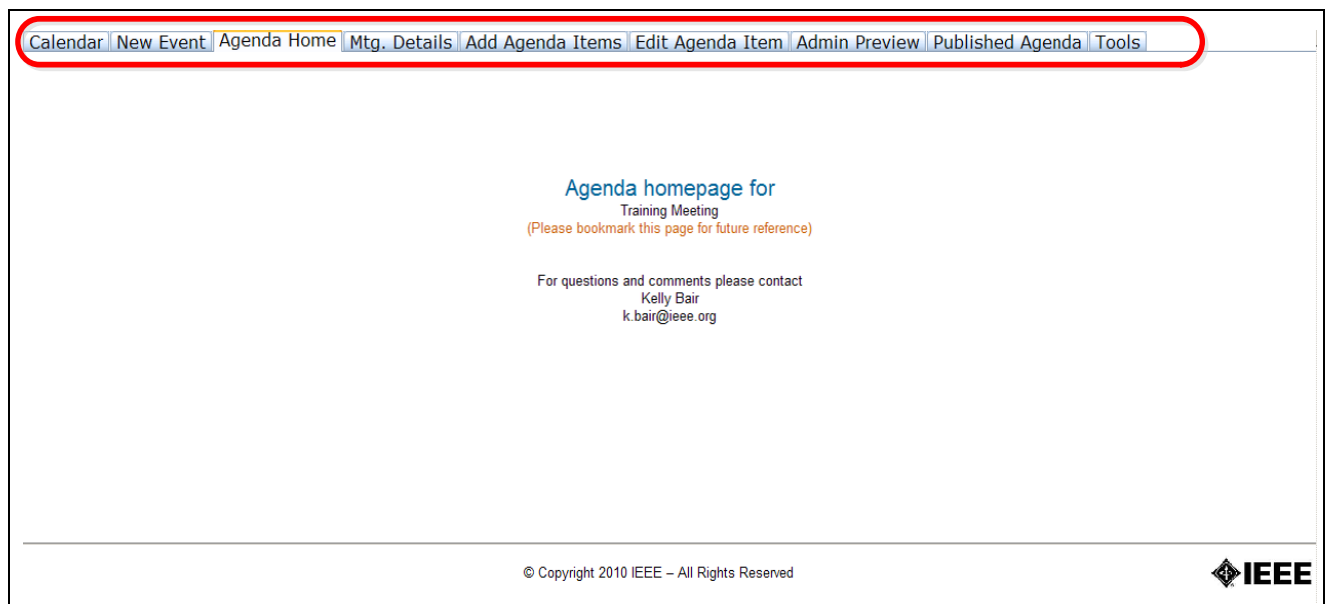 Calendar New Event Agenda Home Mtg. Details Add Agenda Items Edit Agenda Item Admin Preview Published Agenda Tools
Agenda homepage for
Training Meeting
(Please bookmark this page for future reference)
For questions and comments please contact
Kelly Bair
k.bair@ieee.org
© Copyright 2010 IEEE – All Rights Reserved
IEEE